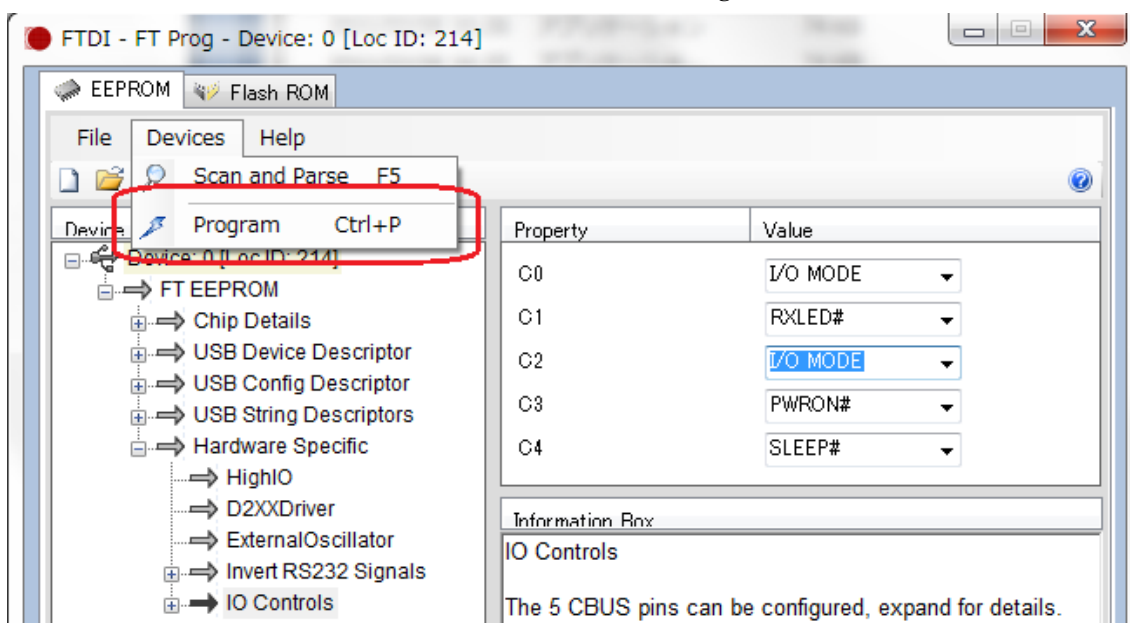 FTDI - FT Prog - Device: 0 [Loc ID: 214]
EEPROM Flash ROM
File Devices Help
Scan and Parse F5
Program Ctrl+P
Device
Property Value
Device: 0 [Loc ID: 214]
FT EEPROM
Chip Details
USB Device Descriptor
USB Config Descriptor
USB String Descriptors
Hardware Specific
HighIO
D2XXDriver
ExternalOscillator
Invert RS232 Signals
IO Controls
C0 I/O MODE
C1 RXLED#
C2 I/O MODE
C3 PWRON#
C4 SLEEP#
Information Box
IO Controls
The 5 CBUS pins can be configured, expand for details.